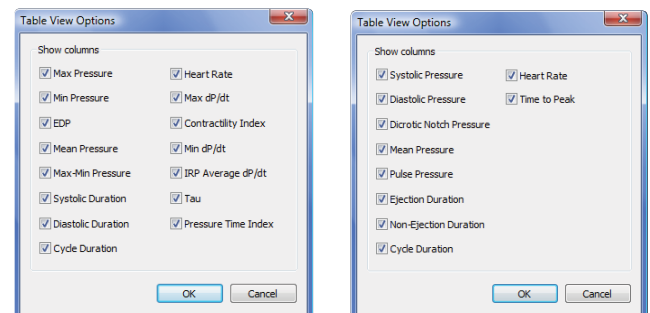 Table View Options
Show columns
Max Pressure
Min Pressure
EDP
Mean Pressure
Max-Min Pressure
Systolic Duration
Diastolic Duration
Cycle Duration
Heart Rate
Max dP/dt
Contractility Index
Min dP/dt
IRP Average dP/dt
Tau
Pressure Time Index
OK
Cancel
Table View Options
Show columns
Systolic Pressure
Diastolic Pressure
Dicrotic Notch Pressure
Mean Pressure
Pulse Pressure
Ejection Duration
Non-Ejection Duration
Cycle Duration
Heart Rate
Time to Peak
OK
Cancel